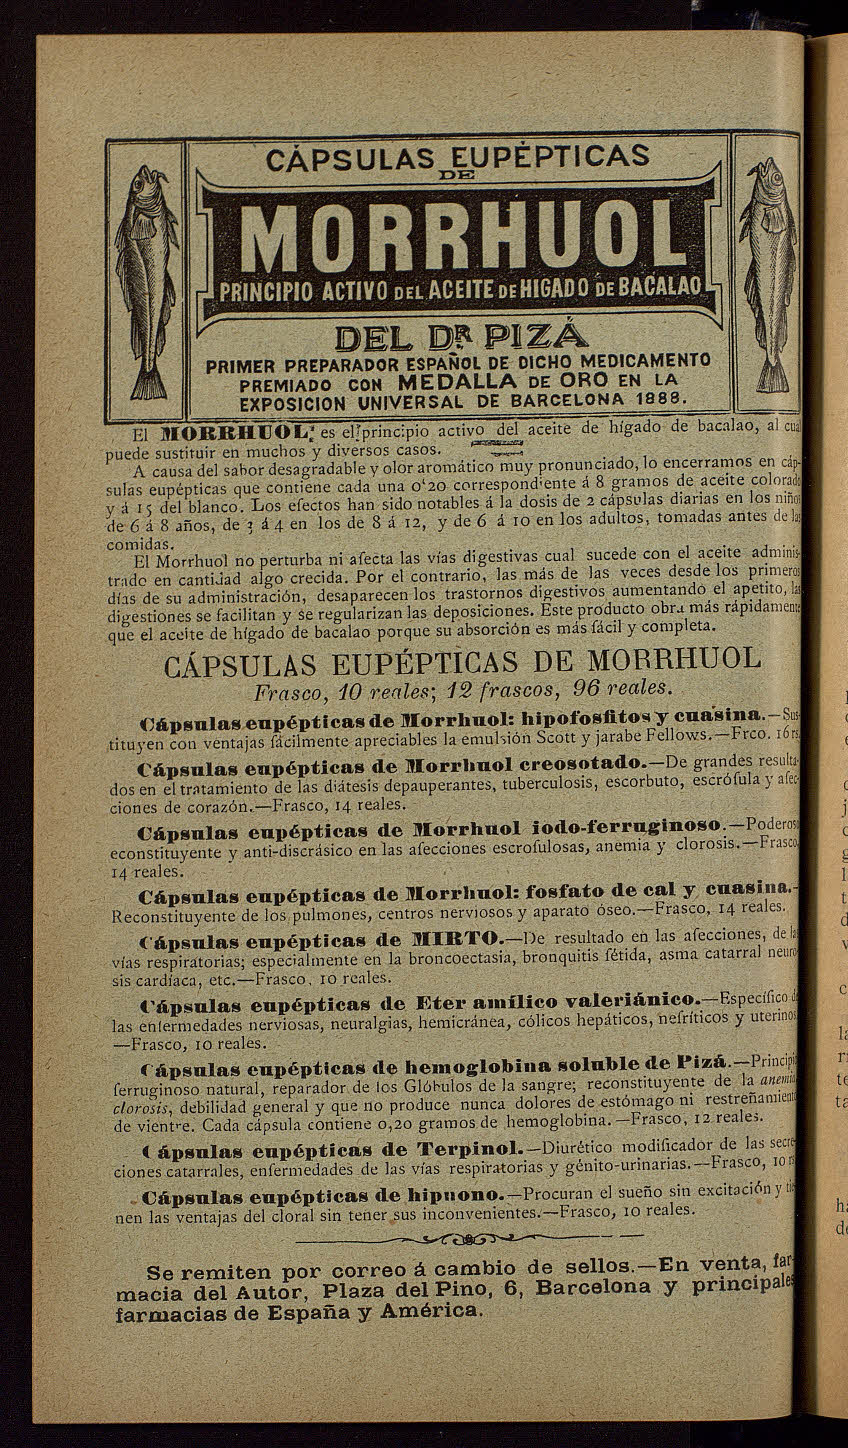 CÁPSULAS EUPÉPTICAS
DE
MORRHUOL
PRINCIPIO ACTIVO DEL ACEITE DE HIGADO DE BACALAO
DEL DR. PIZÁ
PRIMER PREPARADOR ESPAÑOL DE DICHO MEDICAMENTO
PREMIADO CON MEDALLA DE ORO EN LA
EXPOSICION UNIVERSAL DE BARCELONA 1888.
El MORRHUOL, es el principio activo del aceite de hígado de bacalao, al cual
puede sustituir en muchos y diversos casos.
A causa del sabor desagradable y olor aromático muy pronunciado, lo encerramos en cáp-
sulas eupépticas que contiene cada una 0'20 correspondiente á 8 gramos de aceite colorado
y á 15 del blanco. Los efectos han sido notables á la dosis de 2 cápsulas diarias en los niños
de 6 á 8 años, de 3 á 4 en los de 8 á 12, y de 6 á 10 en los adultos, tomadas antes de las
comidas.
El Morrhuol no perturba ni afecta las vías digestivas cual sucede con el aceite adminis-
trado en cantidad algo crecida. Por el contrario, las más de las veces desde los primeros
días de su administración, desaparecen los trastornos digestivos aumentando el apetito, las
digestiones se facilitan y se regularizan las deposiciones. Este producto obra más rápidamente
que el aceite de hígado de bacalao porque su absorción es más fácil y completa.
CÁPSULAS EUPÉPTICAS DE MORRHUOL
Frasco, 10 reales; 12 frascos, 96 reales.
Cápsulas eupépticas de Morrhuol: hipofosfitos y cuasina.—Sus-
tituyen con ventajas fácilmente apreciables la emulsión Scott y jarabe Fellows.—Frco. 16 rs.
Cápsulas eupépticas de Morrhuol creosotado.—De grandes resulta-
dos en el tratamiento de las diátesis depauperantes, tuberculosis, escorbuto, escrófula y afec-
ciones de corazón.—Frasco, 14 reales.
Cápsulas eupépticas de Morrhuol iodo-ferruginoso.—Poderoso
econstituyente y anti-discrásico en las afecciones escrofulosas, anemia y clorosis.—Frasco,
14 reales.
Cápsulas eupépticas de Morrhuol: fosfato de cal y cuasina.-
Reconstituyente de los pulmones, centros nerviosos y aparato óseo.—Frasco, 14 reales.
Cápsulas eupépticas de MIRTO.—De resultado en las afecciones, de las
vías respiratorias; especialmente en la broncoectasia, bronquitis fétida, asma catarral neuro
sis cardíaca, etc.—Frasco, 10 reales.
Cápsulas eupépticas de Eter amílico valeriánico.—Específico de
las enfermedades nerviosas, neuralgias, hemicránea, cólicos hepáticos, nefríticos y uterinos
—Frasco, 10 reales.
Cápsulas eupépticas de hemoglobina soluble de Pizá.—Principio
ferruginoso natural, reparador de los Glóbulos de la sangre; reconstituyente de la anemia
clorosis, debilidad general y que no produce nunca dolores de estómago ni restreñamiento
de vientre. Cada cápsula contiene 0,20 gramos de hemoglobina.—Frasco, 12 reales.
Cápsulas eupépticas de Terpinol.—Diurético modificador de las secre-
ciones catarrales, enfermedades de las vías respiratorias y génito-urinarias.—Frasco, 10 rs
Cápsulas eupépticas de hipnono.—Procuran el sueño sin excitación y tie-
nen las ventajas del cloral sin tener sus inconvenientes.—Frasco, 10 reales.
Se remiten por correo á cambio de sellos.—En venta, far-
macia del Autor, Plaza del Pino, 6, Barcelona y principales
farmacias de España y América.